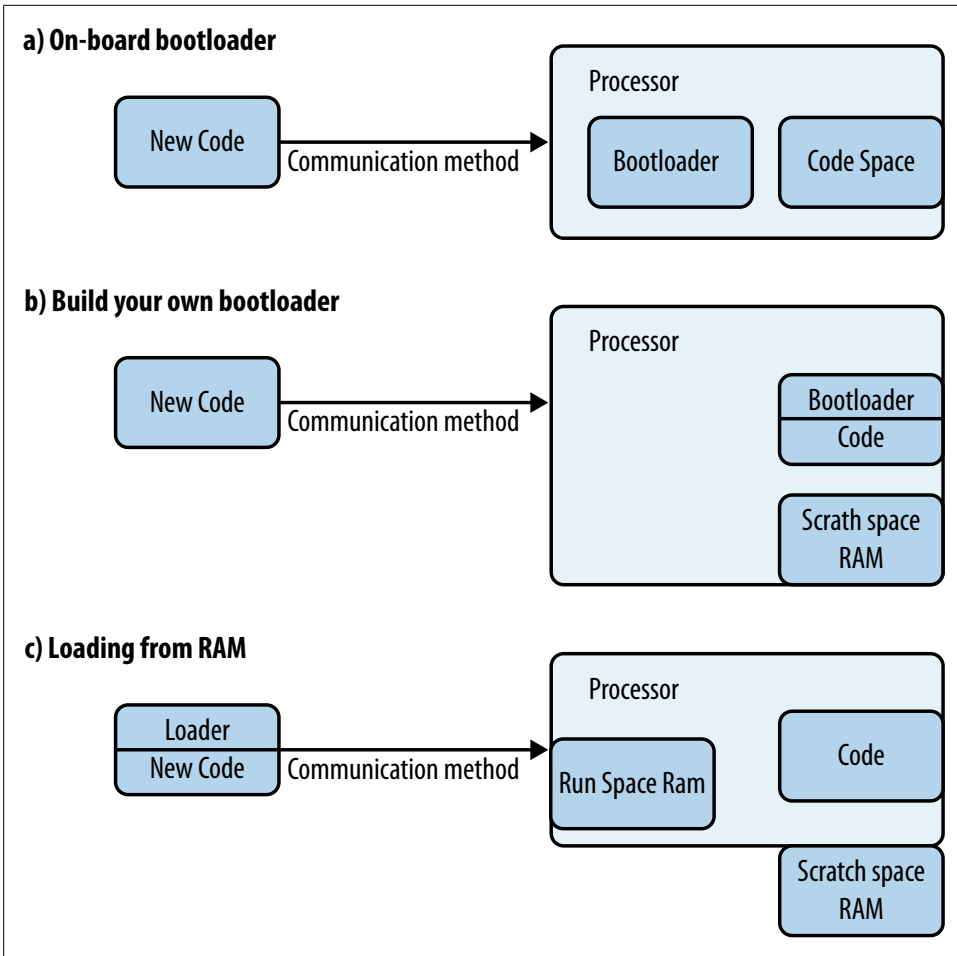 a) On-board bootloader
New Code
Communication method
Processor
Bootloader
Code Space
b) Build your own bootloader
New Code
Communication method
Processor
Bootloader
Code
Scrath space
RAM
c) Loading from RAM
Loader
New Code
Communication method
Processor
Run Space Ram
Code
Scratch space
RAM